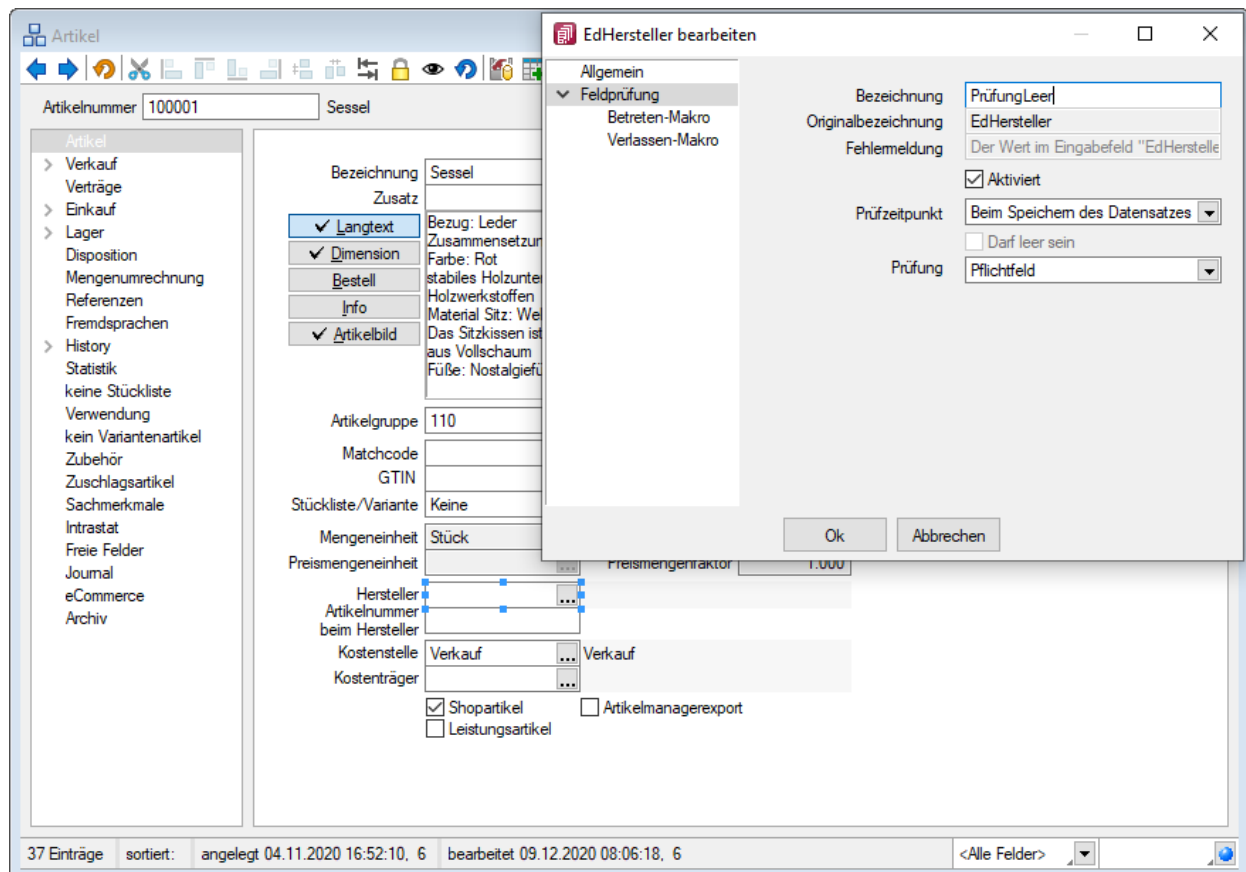 Artikel
EdHersteller bearbeiten
Artikelnummer 100001 Sessel
Artikel
Verkauf
Verträge
Einkauf
Lager
Disposition
Mengenumrechnung
Referenzen
Fremdsprachen
History
Statistik
keine Stückliste
Verwendung
kein Variantenartikel
Zubehör
Zuschlagsartikel
Sachmerkmale
Intrastat
Freie Felder
Journal
eCommerce
Archiv
Bezeichnung Sessel
Zusatz
Langtext
Dimension
Bestell
Info
Artikelbild
Bezug: Leder
Zusammensetzur
Farbe: Rot
stabiles Holzunter
Holzwerkstoffen
Material Sitz: Wel
Das Sitzkissen ist
aus Vollschaum
Füße: Nostalgiefü
Artikelgruppe 110
Matchcode
GTIN
Stückliste/Variante Keine
Mengeneinheit Stück
Preismengeneinheit ... Preismengenfaktor 1.000
Hersteller ...
Artikelnummer
beim Hersteller
Kostenstelle Verkauf ... Verkauf
Kostenträger ...
Shopartikel Artikelmanagerexport
Leistungsartikel
Allgemein
Feldprüfung
Betreten-Makro
Verlassen-Makro
Bezeichnung PrüfungLeer
Originalbezeichnung EdHersteller
Fehlermeldung Der Wert im Eingabefeld "EdHerstelle
Aktiviert
Prüfzeitpunkt Beim Speichern des Datensatzes
Darf leer sein
Prüfung Pflichtfeld
Ok Abbrechen
37 Einträge sortiert: angelegt 04.11.2020 16:52:10, 6 bearbeitet 09.12.2020 08:06:18, 6 <Alle Felder>